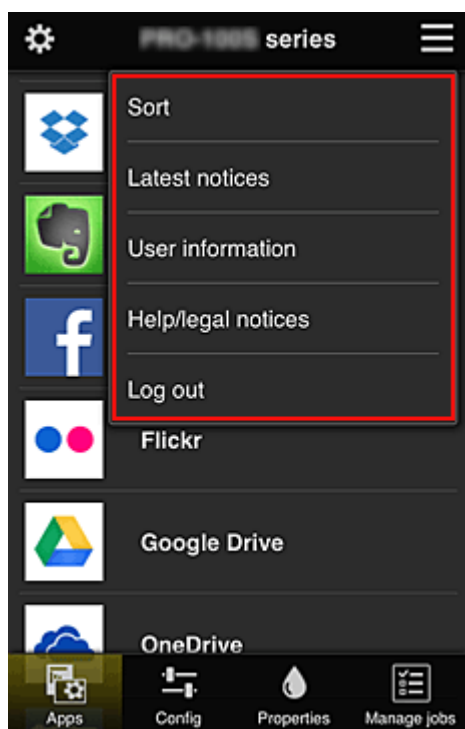 series
Sort
Latest notices
User information
Help/legal notices
Log out
Flickr
Google Drive
OneDrive
Apps Config Properties Manage jobs